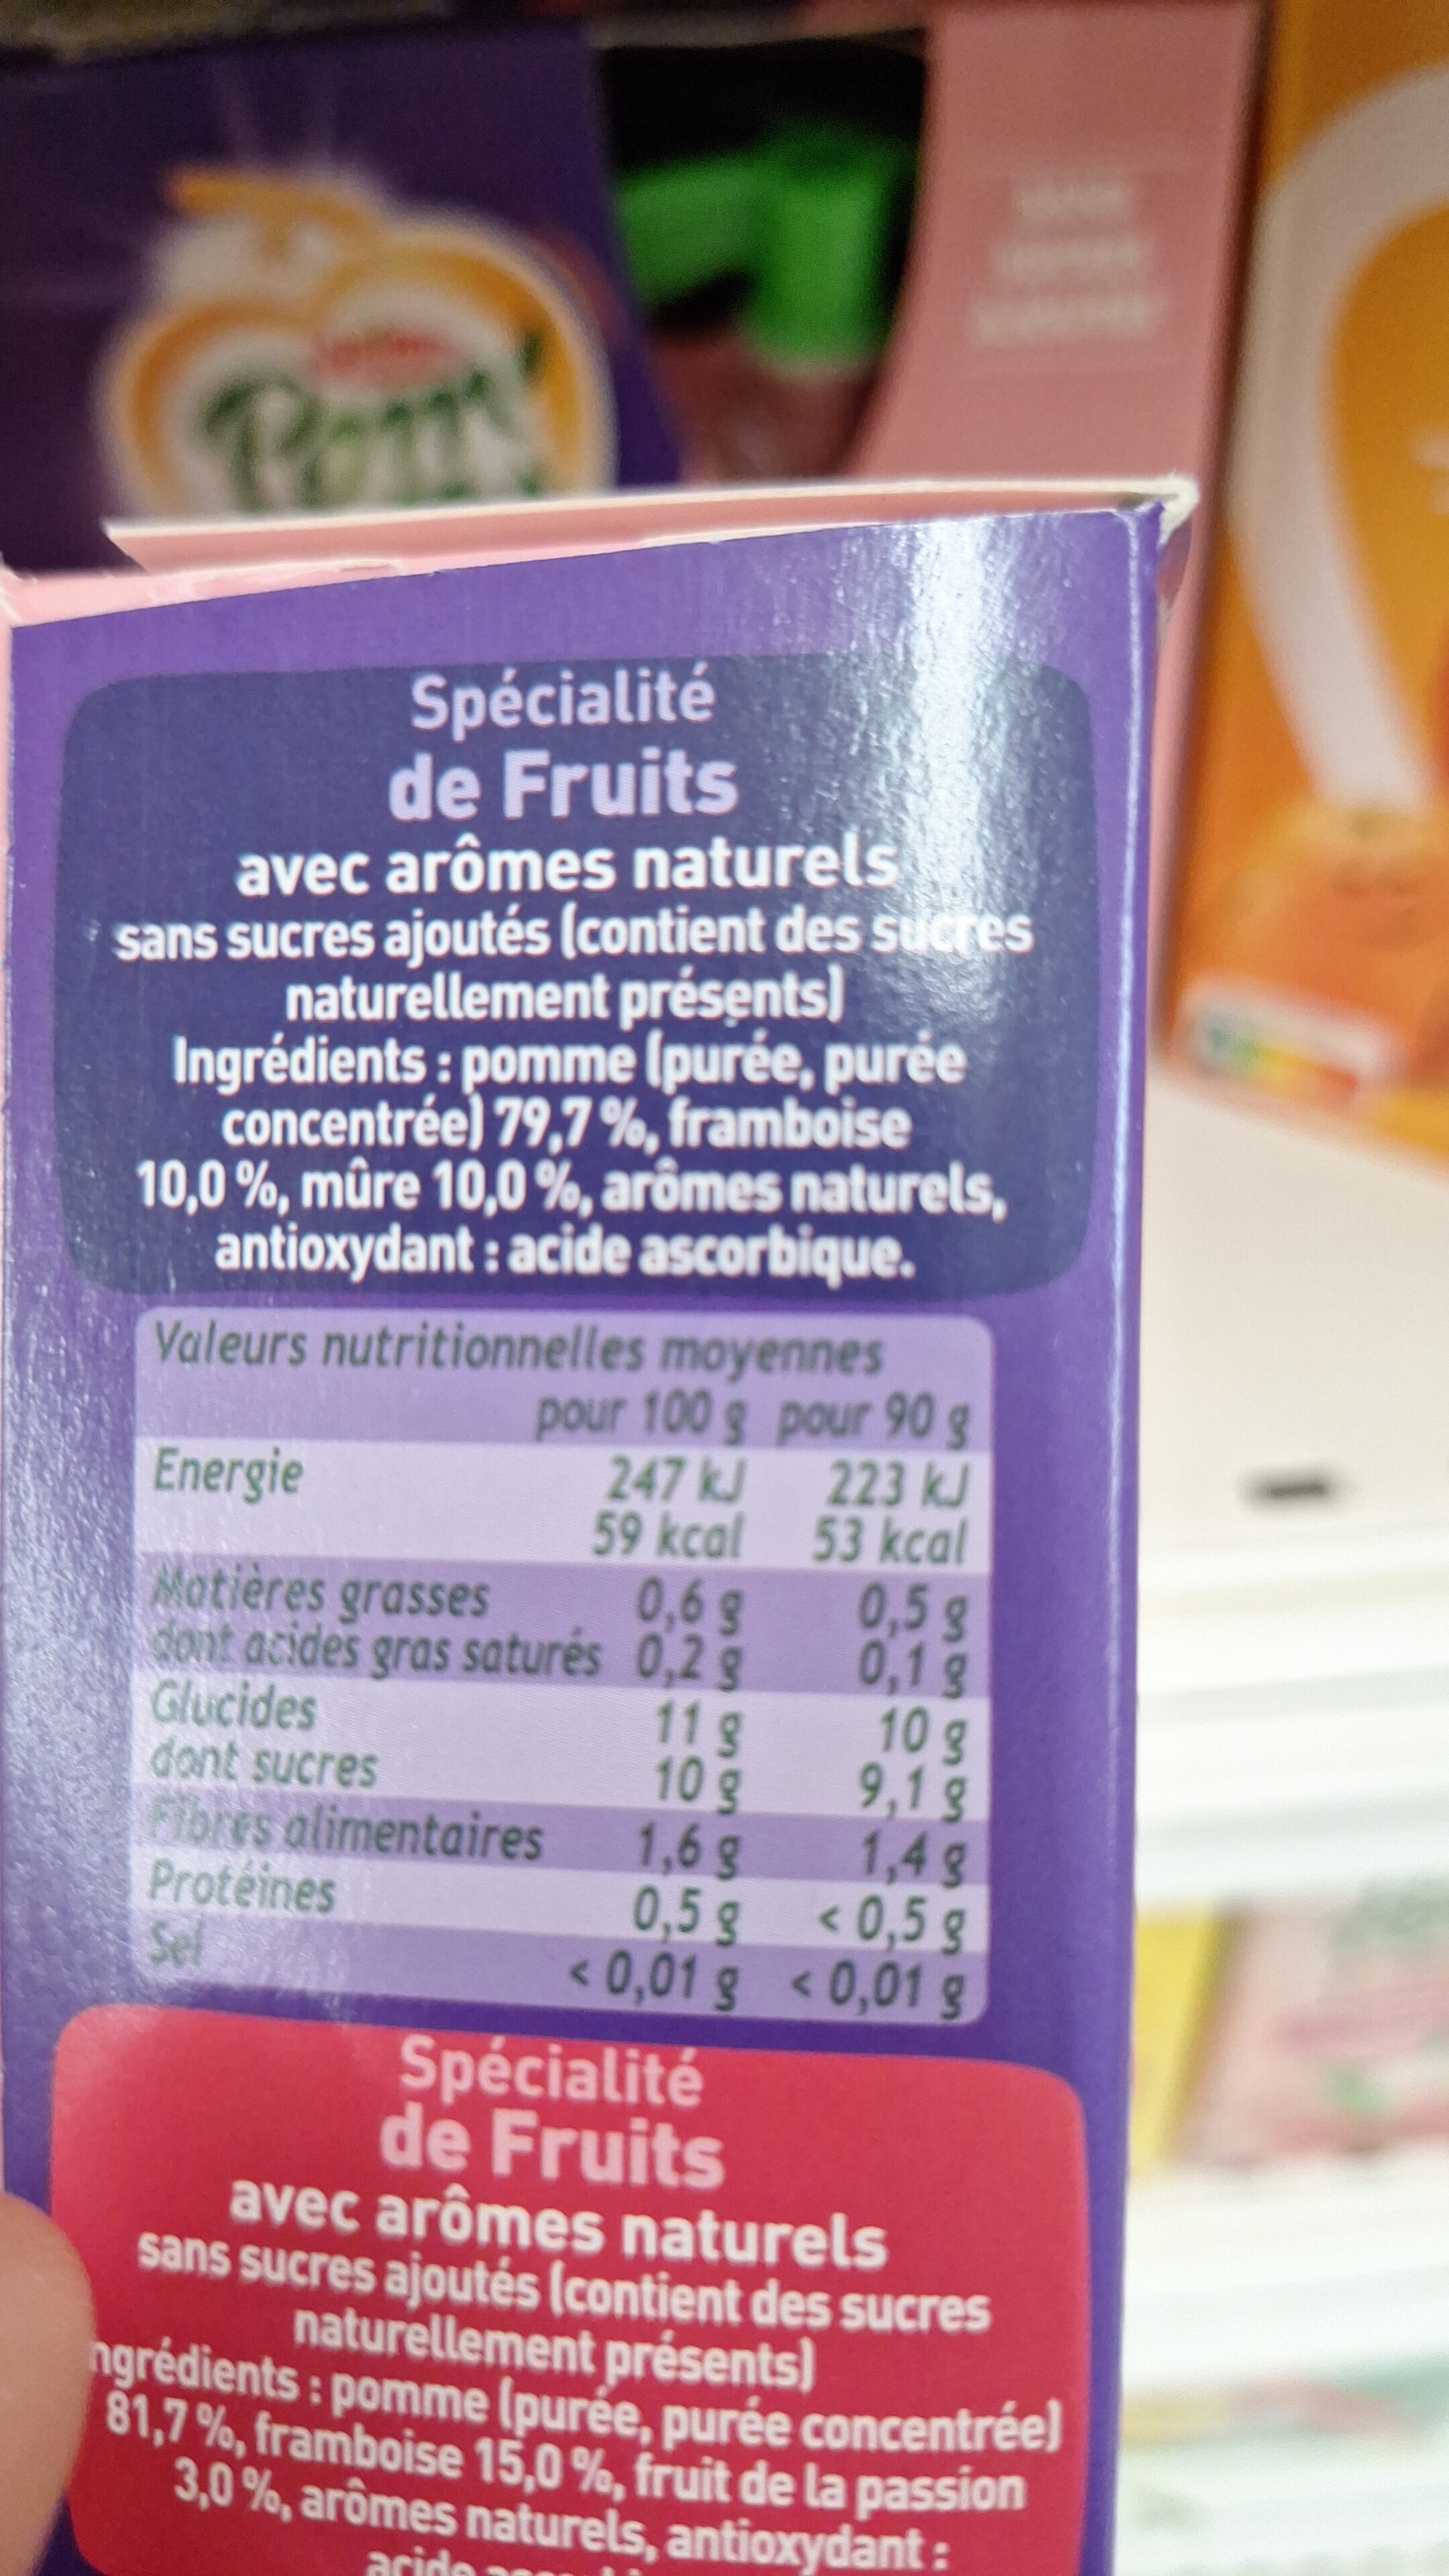 Pom'
Spécialité
de Fruits
avec arômes naturels
sans sucres ajoutés (contient des sucres
naturellement présents)
Ingrédients : pomme (purée, purée
concentrée) 79,7 %, framboise
10,0 %, mûre 10,0 %, arômes naturels,
antioxydant : acide ascorbique.
Valeurs nutritionnelles moyennes
pour 100 g pour 90 g
Energie 247 kJ 223 kJ
59 kcal 53 kcal
Matières grasses 0,6 g 0,5 g
dont acides gras saturés 0,2 g 0,1 g
Glucides 11 g 10 g
dont sucres 10 g 9,1 g
Fibres alimentaires 1,6 g 1,4 g
Protéines 0,5 g < 0,5 g
Sel < 0,01 g < 0,01 g
Spécialité
de Fruits
avec arômes naturels
sans sucres ajoutés (contient des sucres
naturellement présents)
ngrédients : pomme (purée, purée concentrée)
81,7 %, framboise 15,0 %, fruit de la passion
3,0 %, arômes naturels, antioxydant :
acide